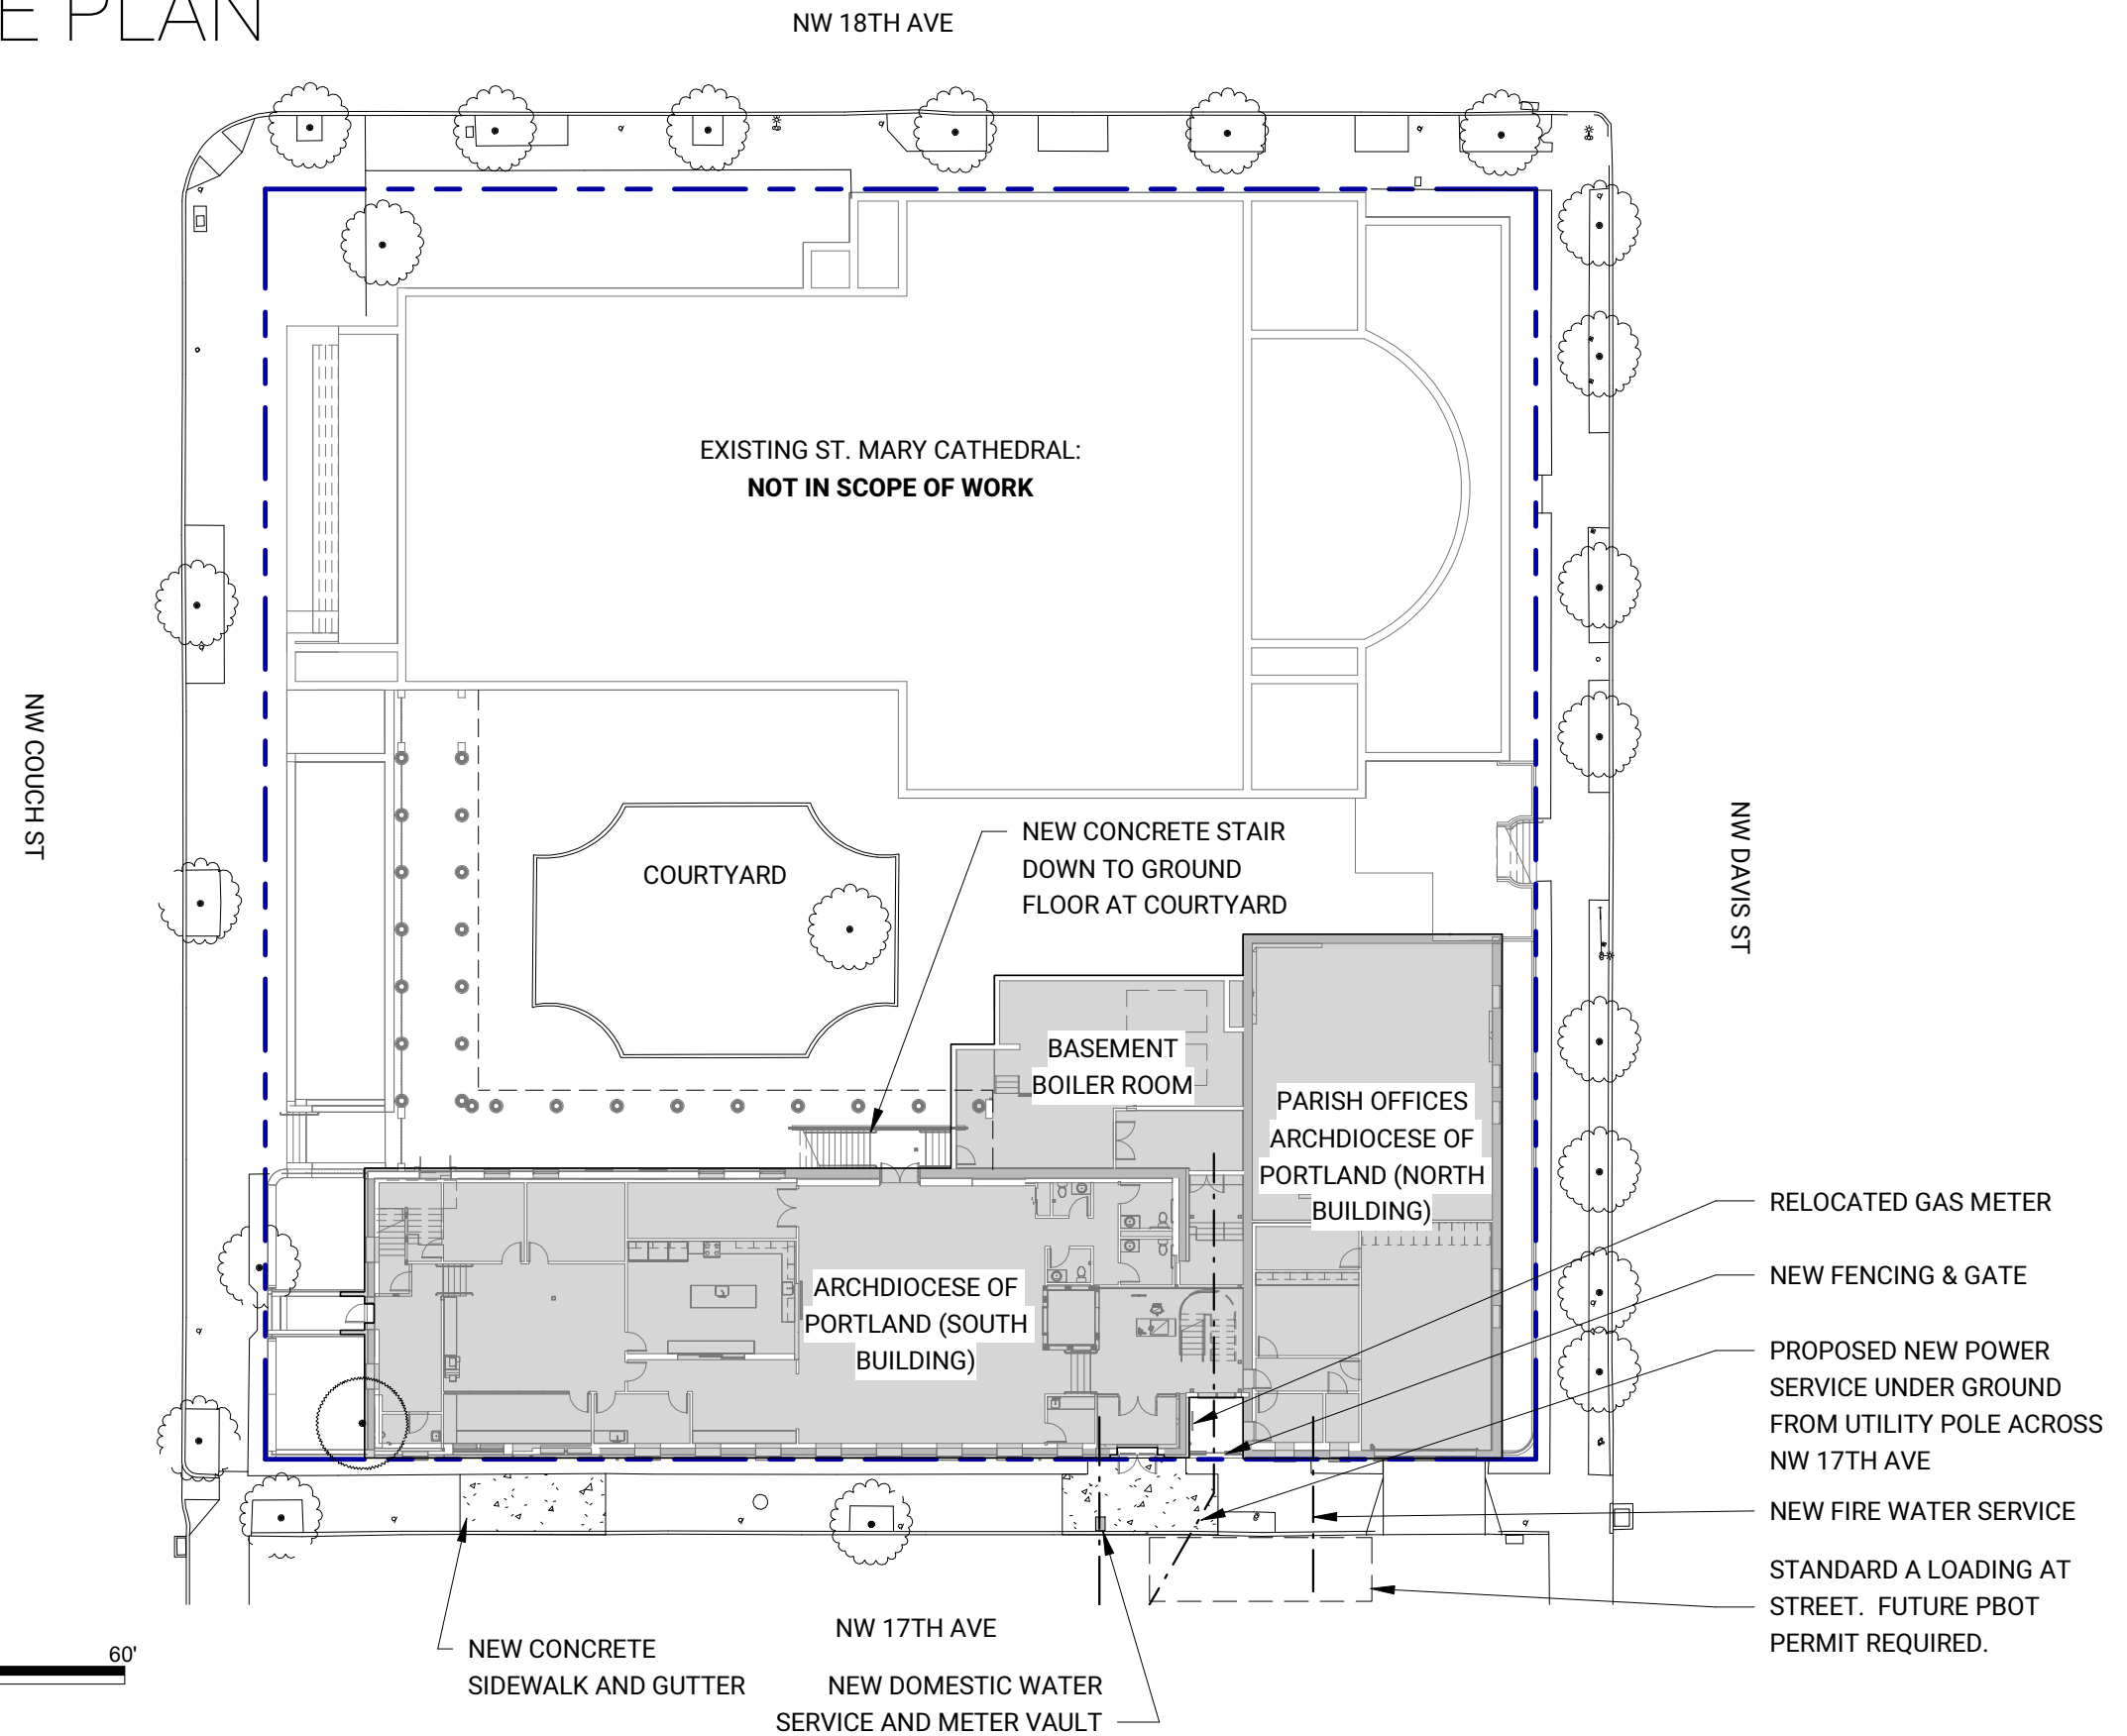 E PLAN
NW 18TH AVE
EXISTING ST. MARY CATHEDRAL:
NOT IN SCOPE OF WORK
NW COUCH ST
NW DAVIS ST
COURTYARD
NEW CONCRETE STAIR
DOWN TO GROUND
FLOOR AT COURTYARD
BASEMENT
BOILER ROOM
PARISH OFFICES
ARCHDIOCESE OF
PORTLAND (NORTH
BUILDING)
ARCHDIOCESE OF
PORTLAND (SOUTH
BUILDING)
RELOCATED GAS METER
NEW FENCING & GATE
PROPOSED NEW POWER
SERVICE UNDER GROUND
FROM UTILITY POLE ACROSS
NW 17TH AVE
NEW FIRE WATER SERVICE
STANDARD A LOADING AT
STREET. FUTURE PBOT
PERMIT REQUIRED.
NW 17TH AVE
NEW CONCRETE
SIDEWALK AND GUTTER
NEW DOMESTIC WATER
SERVICE AND METER VAULT
60'